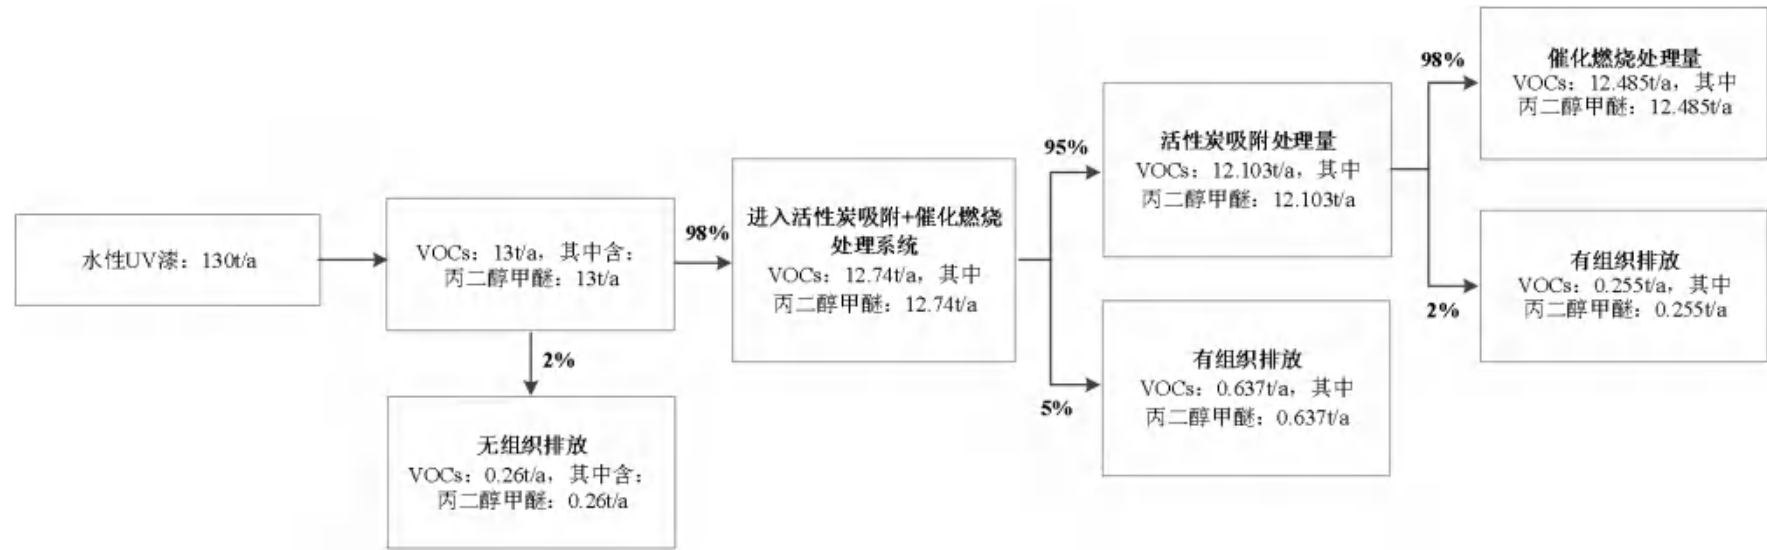 水性UV漆：130t/a
VOCs：13t/a，其中含；
丙二醇甲醚：13t/a
2%
无组织排放
VOCs：0.26t/a，其中含；
丙二醇甲醚：0.26t/a
98%
进入活性炭吸附+催化燃烧
处理系统
VOCs：12.74t/a，其中
丙二醇甲醚：12.74t/a
95%
活性炭吸附处理量
VOCs：12.103t/a，其中
丙二醇甲醚：12.103t/a
5%
有组织排放
VOCs：0.637t/a，其中
丙二醇甲醚：0.637t/a
98%
催化燃烧处理量
VOCs：12.485t/a，其中
丙二醇甲醚：12.485t/a
2%
有组织排放
VOCs：0.255t/a，其中
丙二醇甲醚：0.255t/a